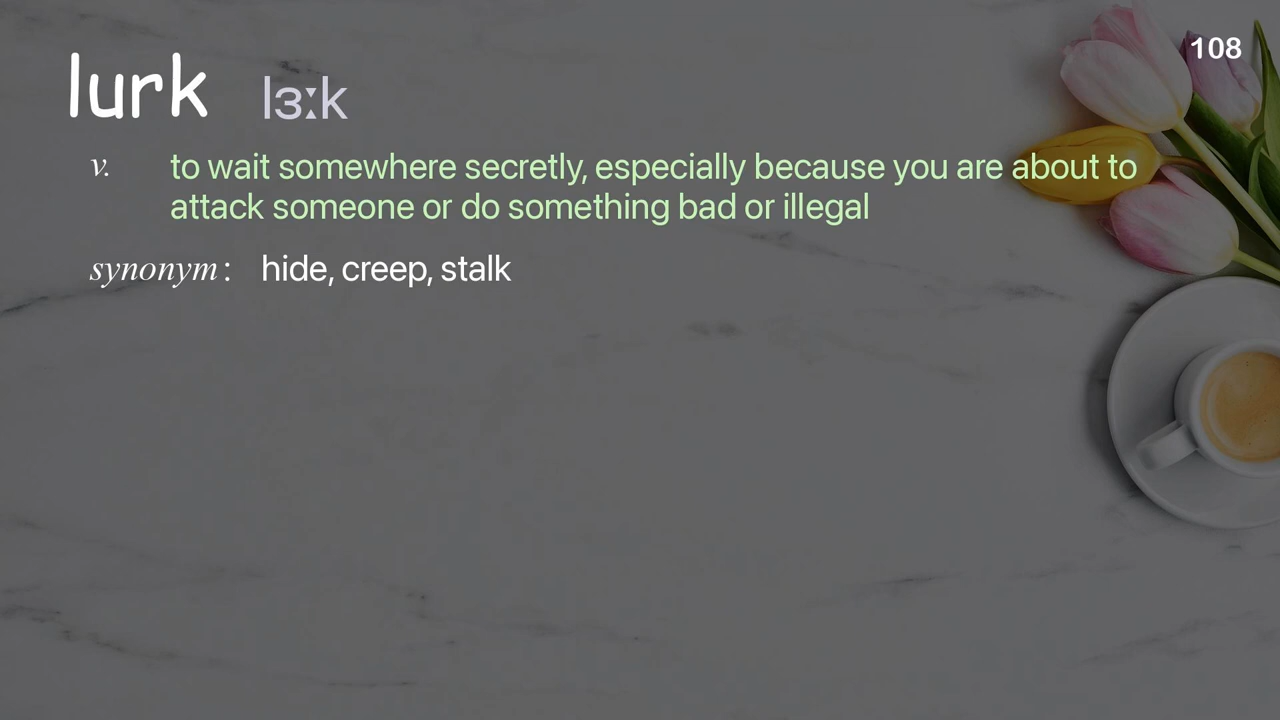 108
lurk lɜːk
v. to wait somewhere secretly, especially because you are about to
attack someone or do something bad or illegal
synonym: hide, creep, stalk